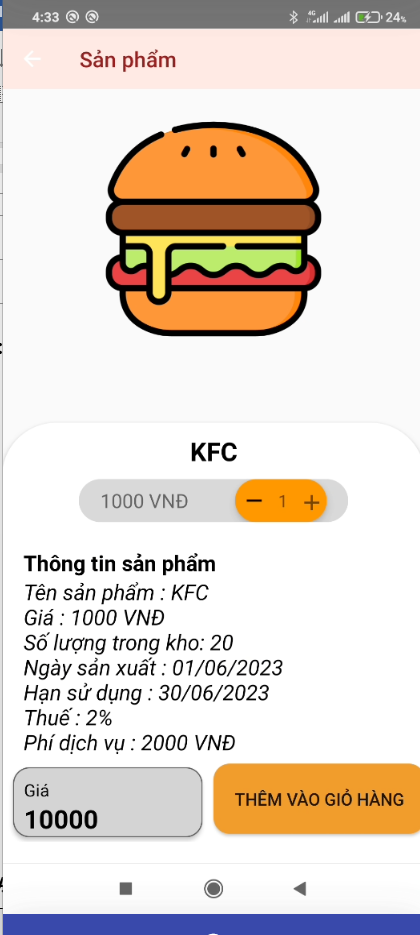 4:33 4G 24%
Sản phẩm
KFC
1000 VNĐ − 1 +
Thông tin sản phẩm
Tên sản phẩm : KFC
Giá : 1000 VNĐ
Số lượng trong kho: 20
Ngày sản xuất : 01/06/2023
Hạn sử dụng : 30/06/2023
Thuế : 2%
Phí dịch vụ : 2000 VNĐ
Giá
10000
THÊM VÀO GIỎ HÀNG